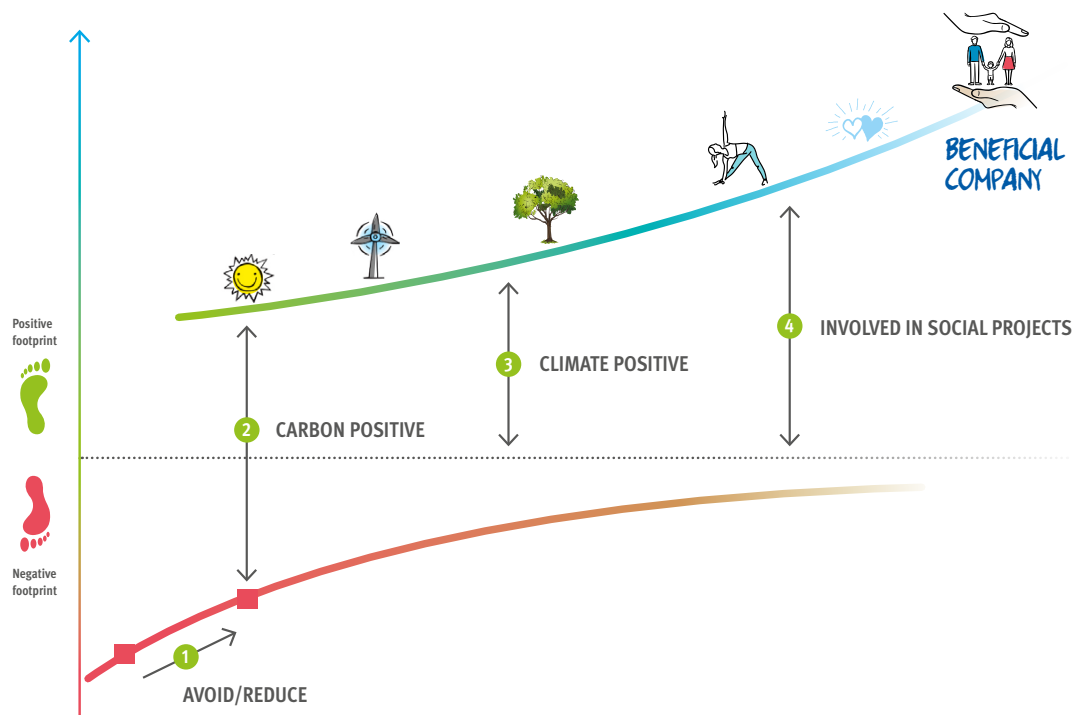 BENEFICIAL
COMPANY
Positive
footprint
4 INVOLVED IN SOCIAL PROJECTS
3 CLIMATE POSITIVE
2 CARBON POSITIVE
Negative
footprint
1
AVOID/REDUCE